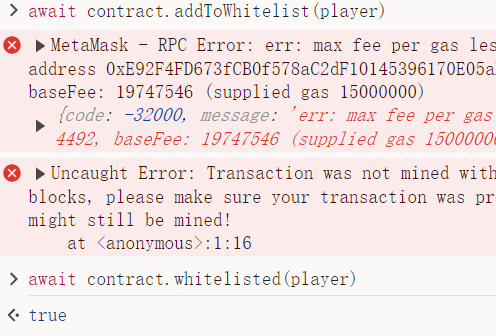 > await contract.addToWhitelist(player)
▶MetaMask - RPC Error: err: max fee per gas les
address 0xE92F4FD673fCB0f578aC2dF10145396170E05a
baseFee: 19747546 (supplied gas 15000000)
▶ {code: -32000, message: 'err: max fee per gas
4492, baseFee: 19747546 (supplied gas 15000000
▶Uncaught Error: Transaction was not mined with
blocks, please make sure your transaction was pr
might still be mined!
at <anonymous>:1:16
> await contract.whitelisted(player)
true